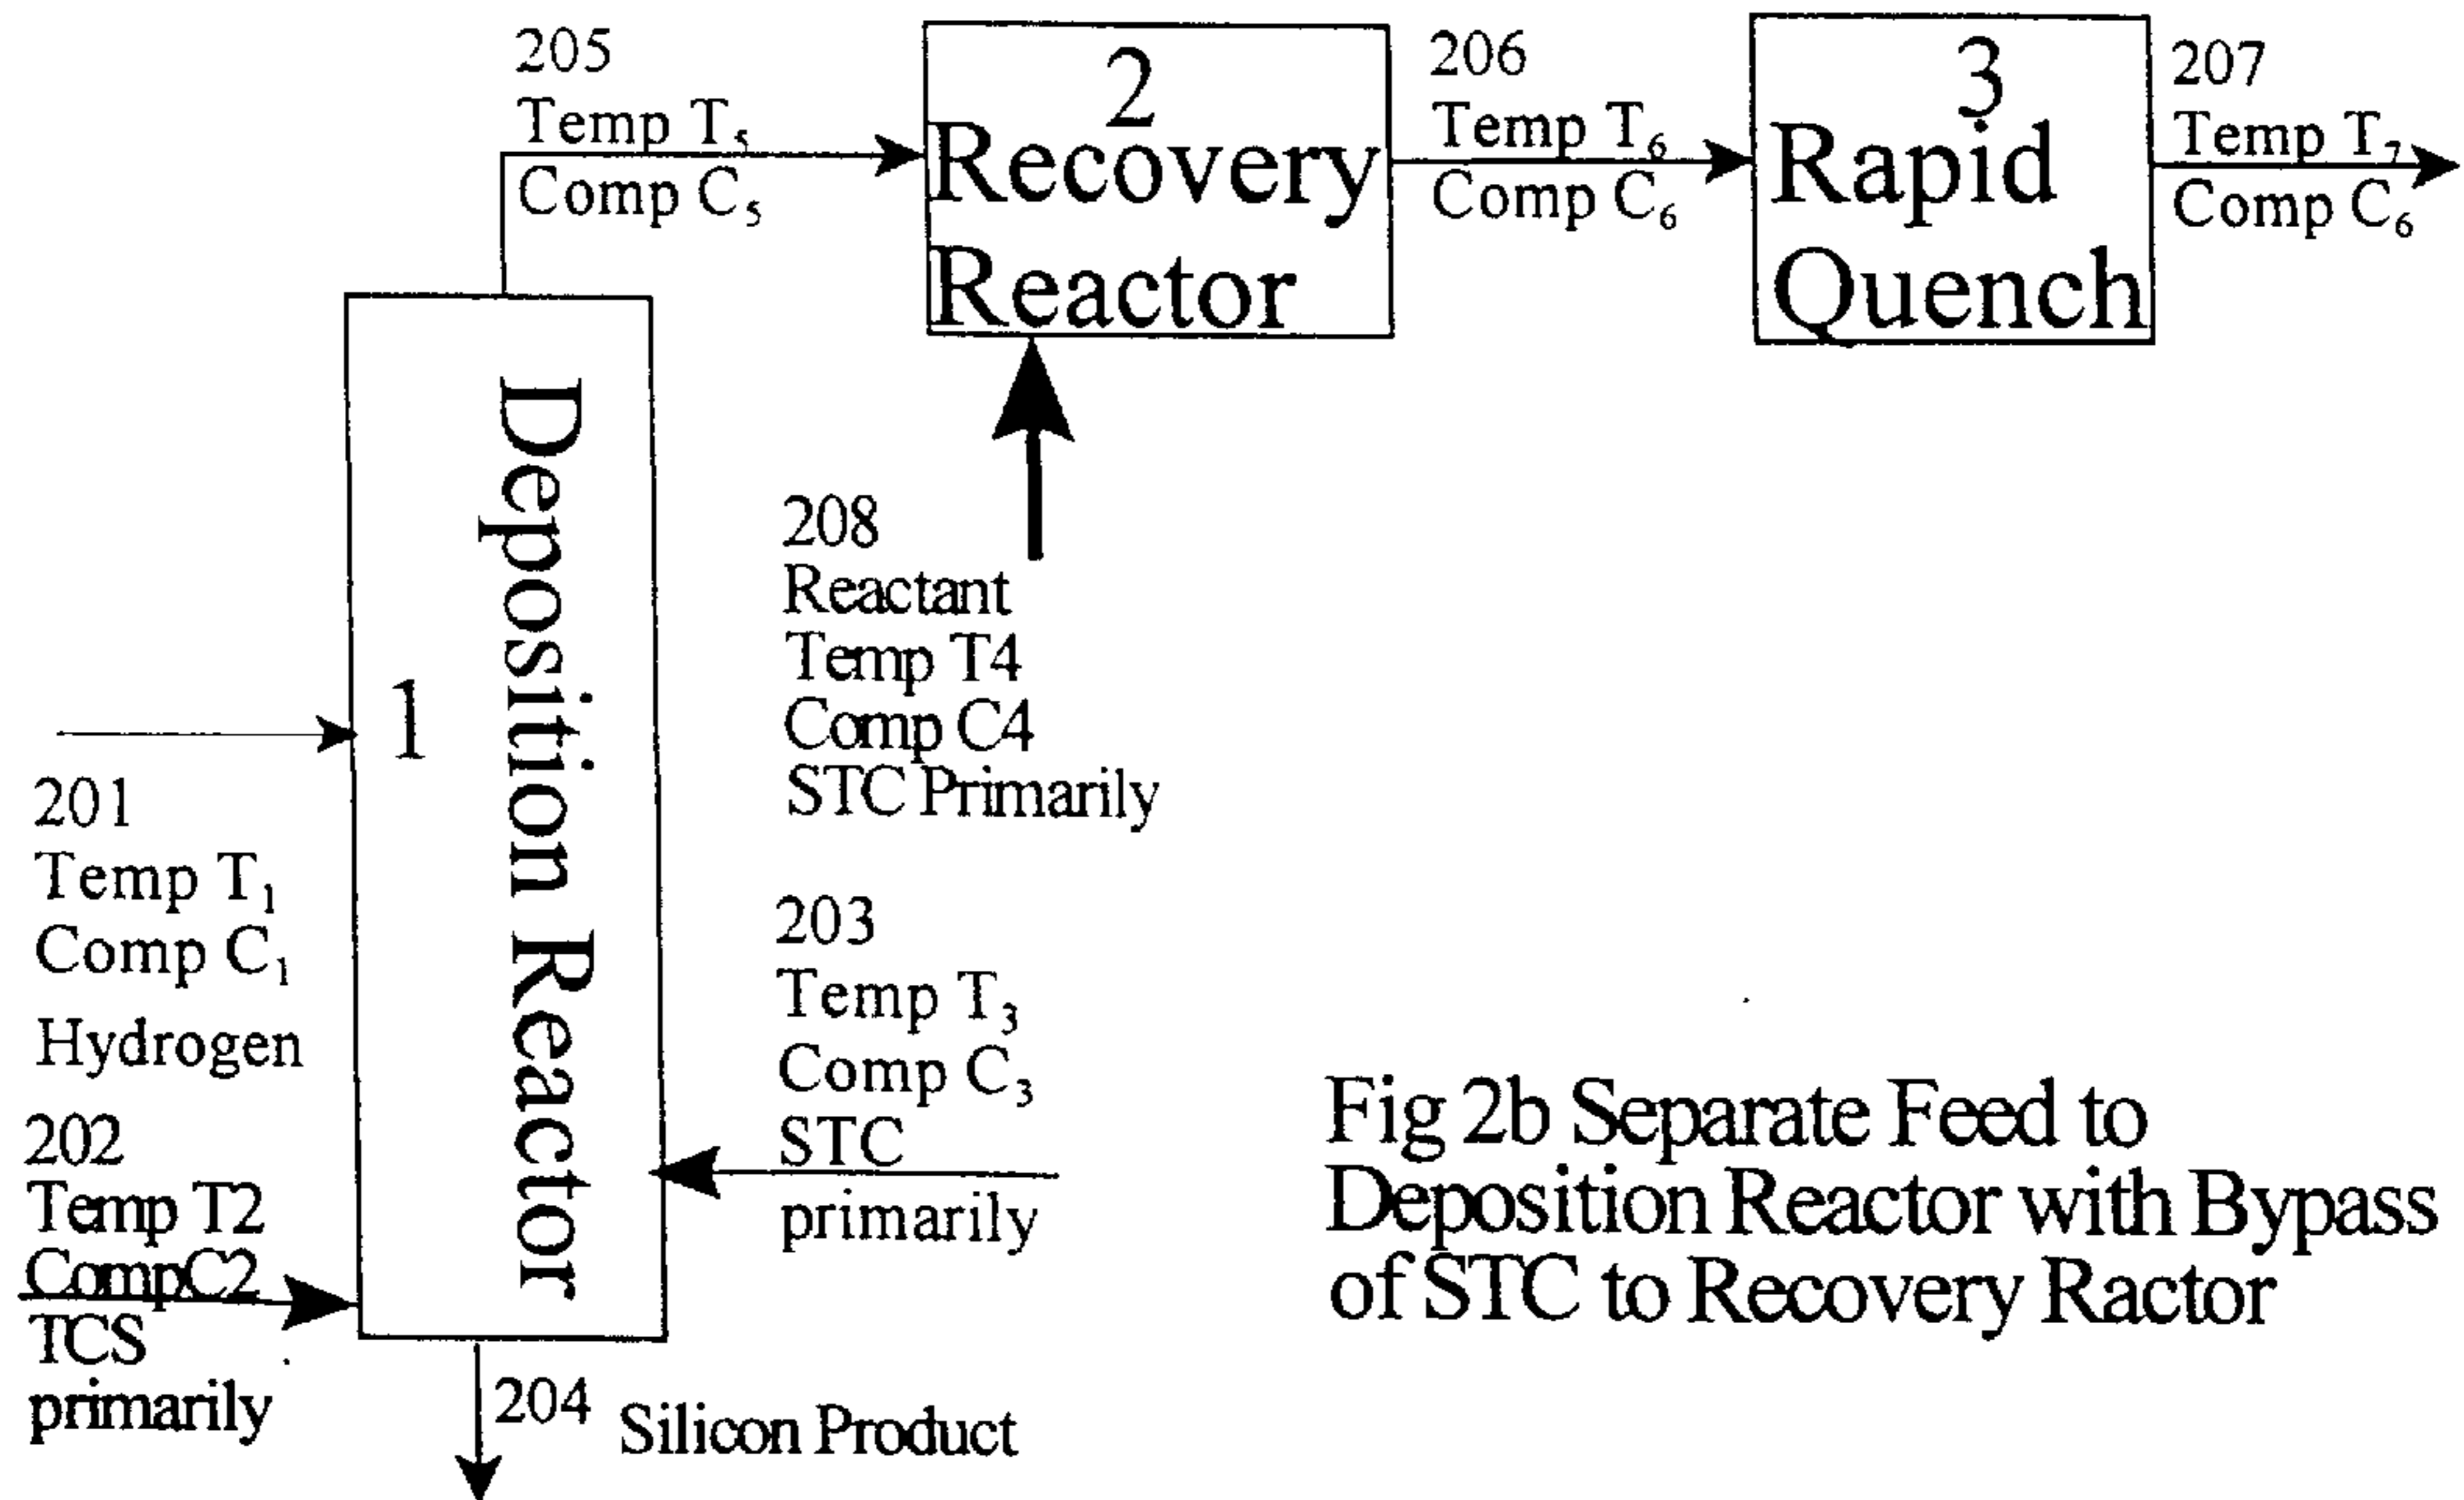 205
Temp T₅
Comp C₅
2
Recovery
Reactor
206
Temp T₆
Comp C₆
3
Rapid
Quench
207
Temp T₇
Comp C₆
1
Deposition Reactor
208
Reactant
Temp T4
Comp C4
STC Primarily
201
Temp T₁
Comp C₁
Hydrogen
202
Temp T2
CompC2
TCS
primarily
203
Temp T₃
Comp C₃
STC
primarily
204
Silicon Product
Fig 2b Separate Feed to
Deposition Reactor with Bypass
of STC to Recovery Ractor